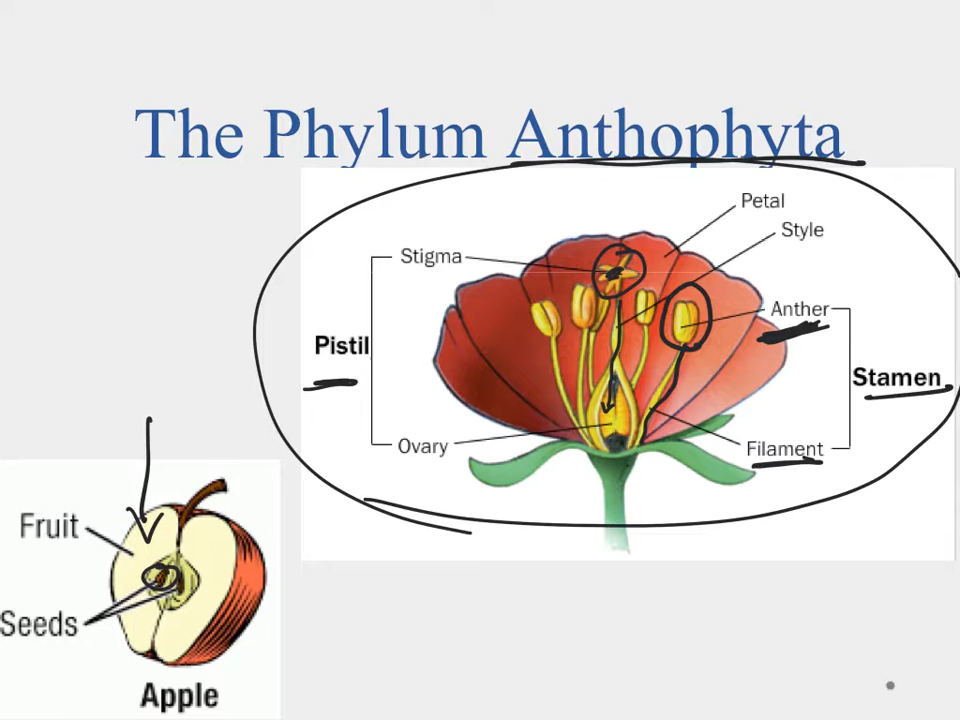 The Phylum Anthophyta
Petal
Style
Stigma
Anther
Pistil
Stamen
Ovary
Filament
Fruit
Seeds
Apple